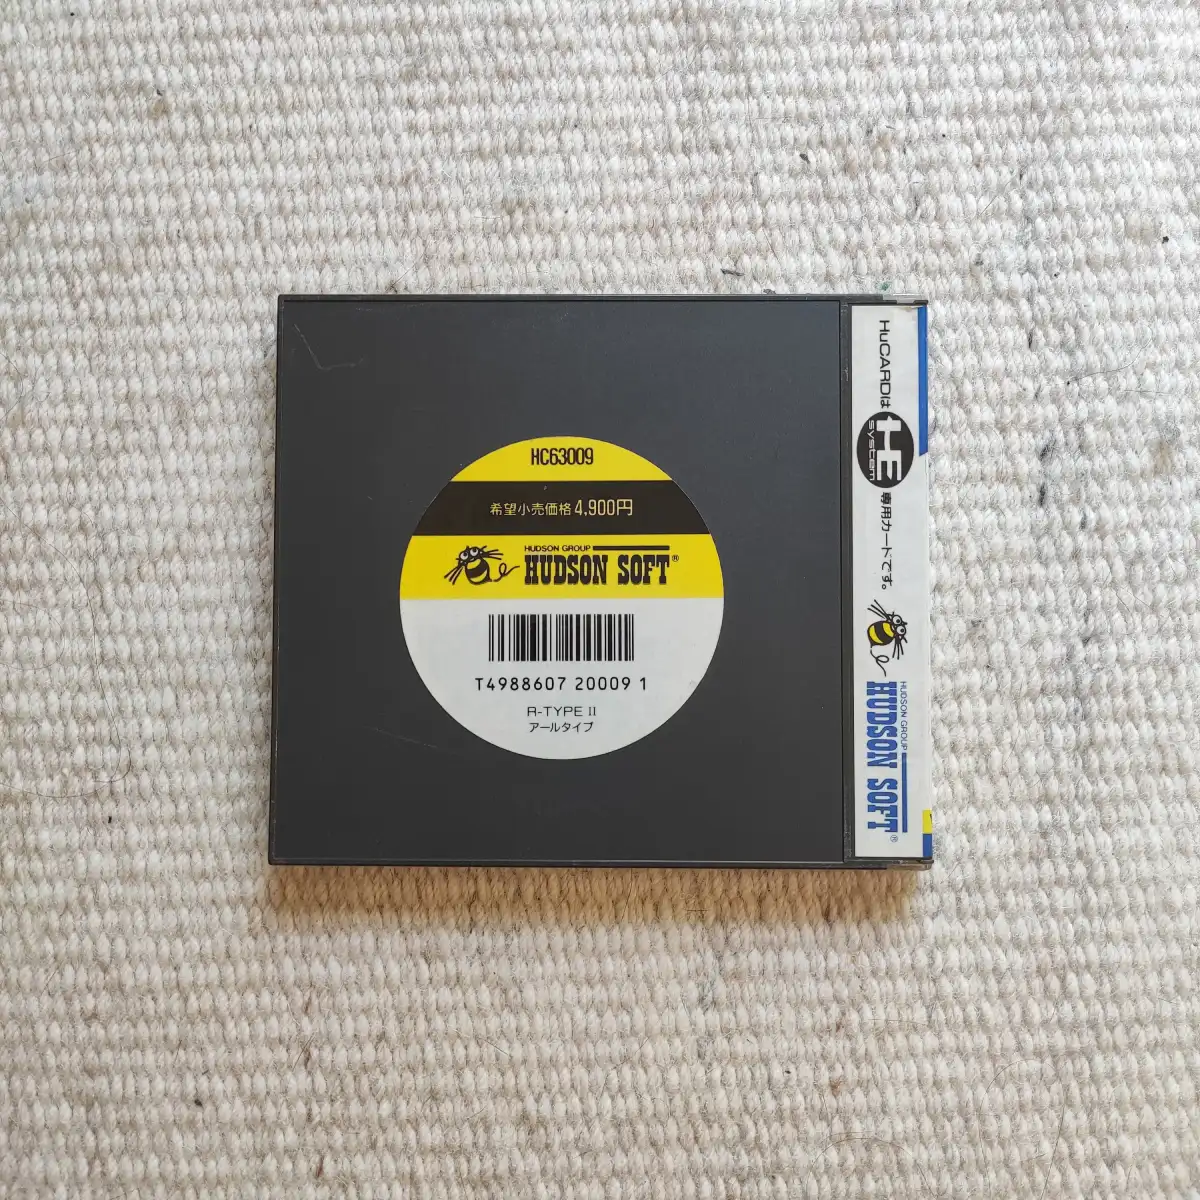 HC63009
希望小売価格 4,900円
HUDSON GROUP
HUDSON SOFT®
T4988607 20009 1
R-TYPE II
アールタイプ
HuCARDは HE system 専用カードです。
HUDSON GROUP
HUDSON SOFT®